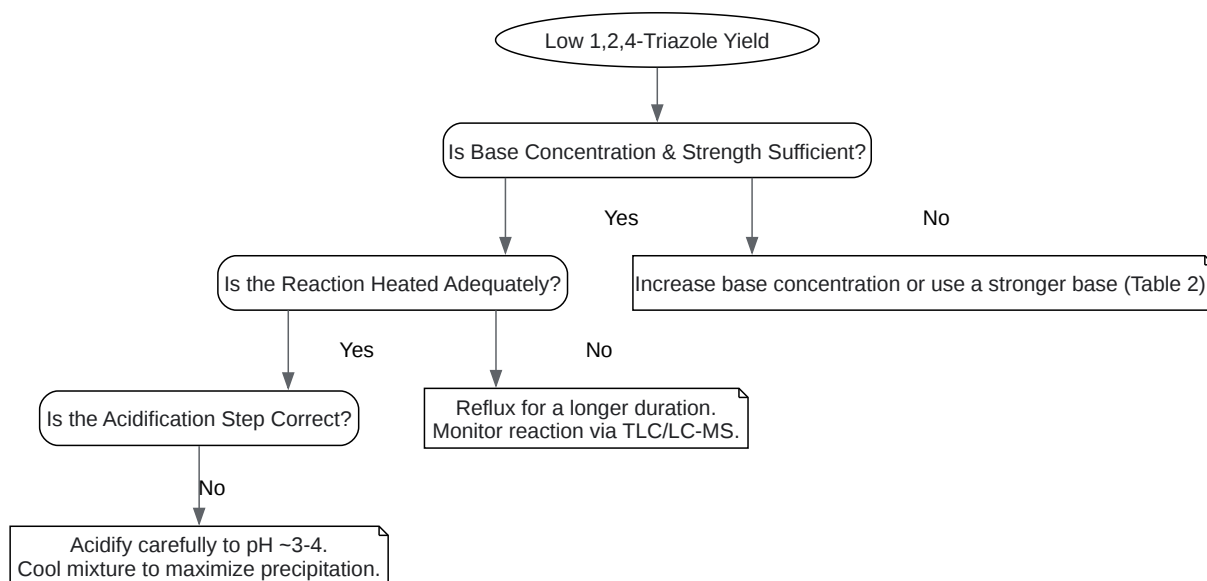 Low 1,2,4-Triazole Yield
Is Base Concentration & Strength Sufficient?
Yes
No
Is the Reaction Heated Adequately?
Increase base concentration or use a stronger base (Table 2)
Yes
No
Is the Acidification Step Correct?
Reflux for a longer duration.
Monitor reaction via TLC/LC-MS.
No
Acidify carefully to pH ~3-4.
Cool mixture to maximize precipitation.